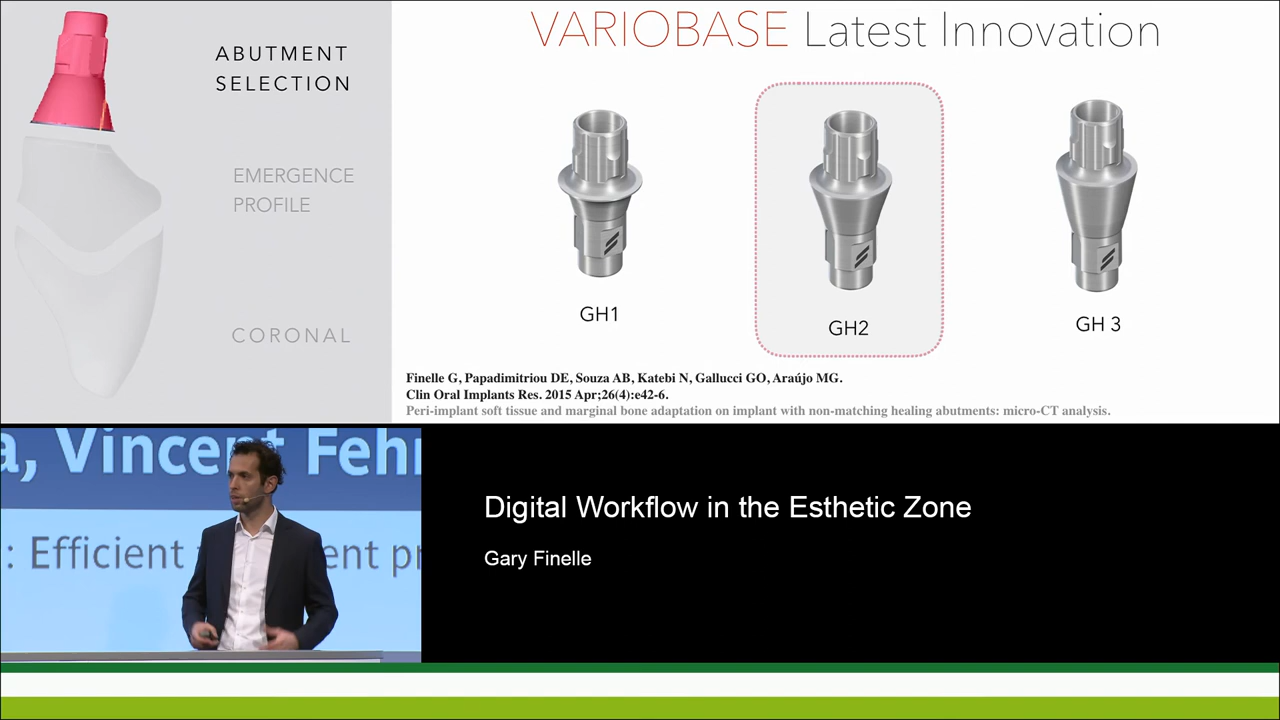 ABUTMENT
SELECTION
EMERGENCE
PROFILE
CORONAL
VARIOBASE Latest Innovation
GH1
GH2
GH 3
Finelle G, Papadimitriou DE, Souza AB, Katebi N, Gallucci GO, Araújo MG.
Clin Oral Implants Res. 2015 Apr;26(4):e42-6.
Peri-implant soft tissue and marginal bone adaptation on implant with non-matching healing abutments: micro-CT analysis.
a, Vincent Feh
: Efficient
Digital Workflow in the Esthetic Zone
Gary Finelle